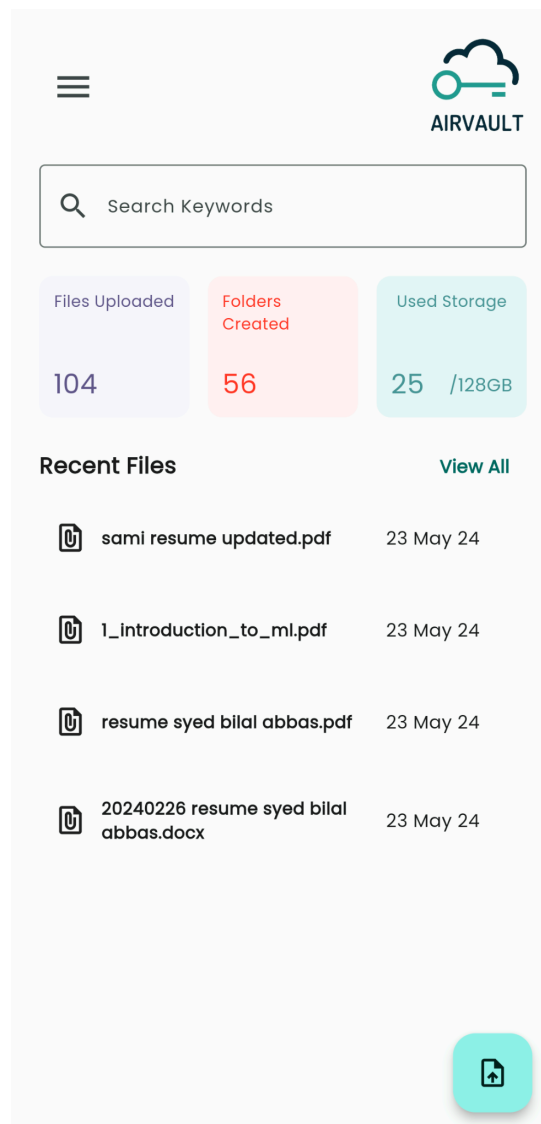 AIRVAULT
Search Keywords
Files Uploaded
104
Folders
Created
56
Used Storage
25 /128GB
Recent Files
View All
sami resume updated.pdf 23 May 24
1_introduction_to_ml.pdf 23 May 24
resume syed bilal abbas.pdf 23 May 24
20240226 resume syed bilal
abbas.docx
23 May 24